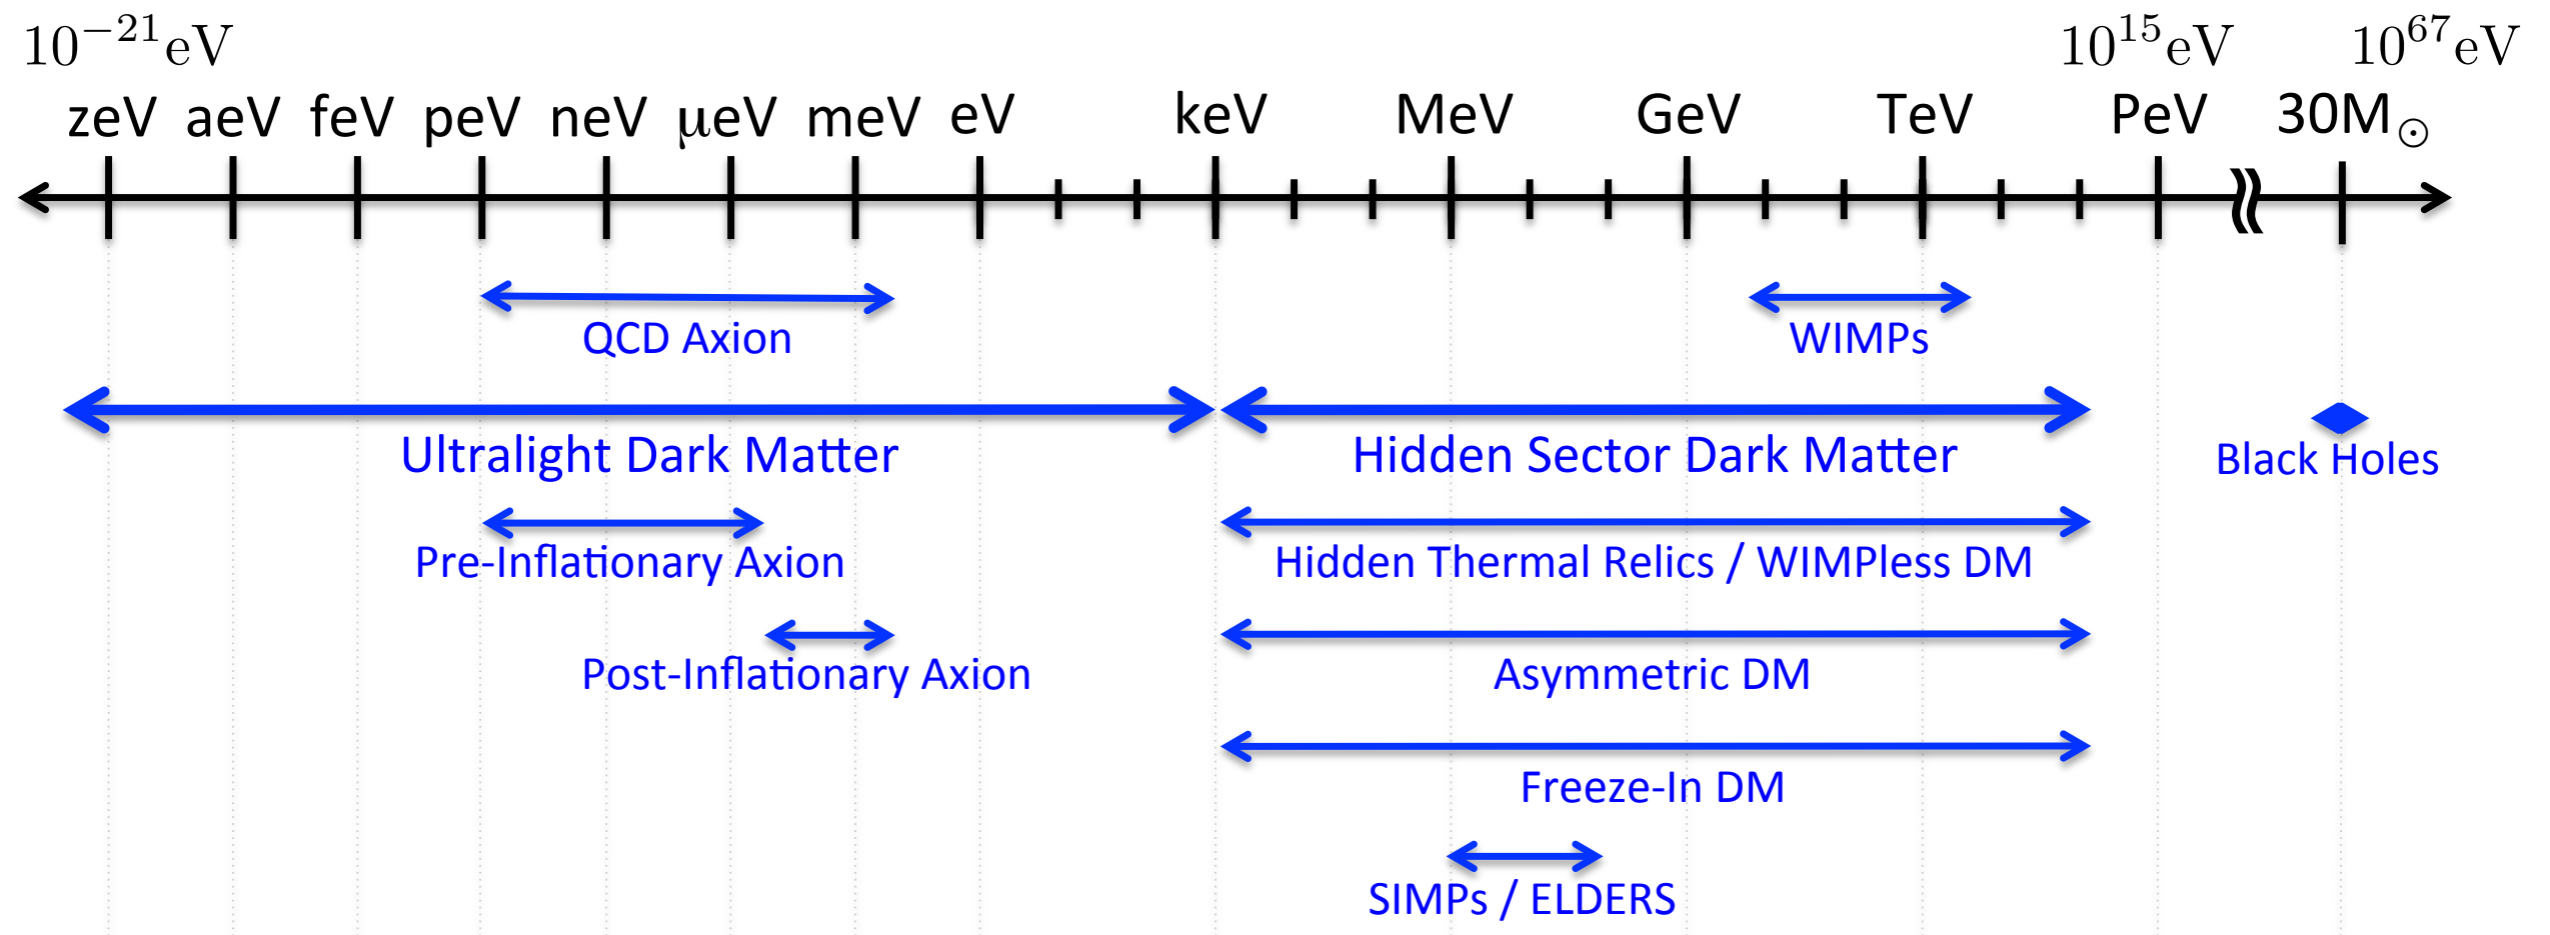 10⁻²¹eV 10¹⁵eV 10⁶⁷eV
zeV aeV feV peV neV μeV meV eV keV MeV GeV TeV PeV 30M☉
QCD Axion WIMPs
Ultralight Dark Matter Hidden Sector Dark Matter Black Holes
Pre-Inflationary Axion Hidden Thermal Relics / WIMPless DM
Post-Inflationary Axion Asymmetric DM
Freeze-In DM
SIMPs / ELDERS